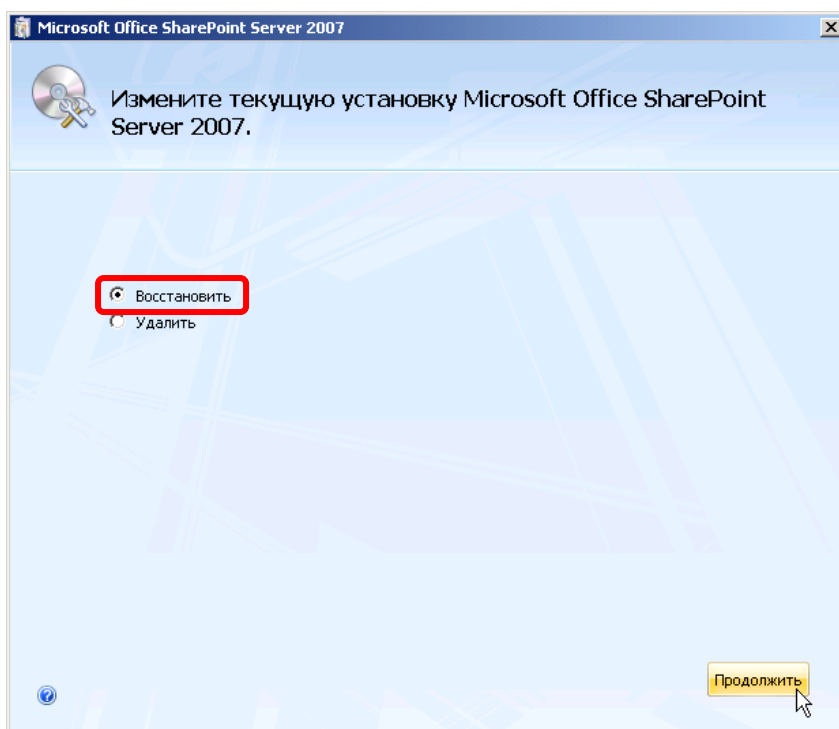 Microsoft Office SharePoint Server 2007
Измените текущую установку Microsoft Office SharePoint
Server 2007.
Восстановить
Удалить
Продолжить